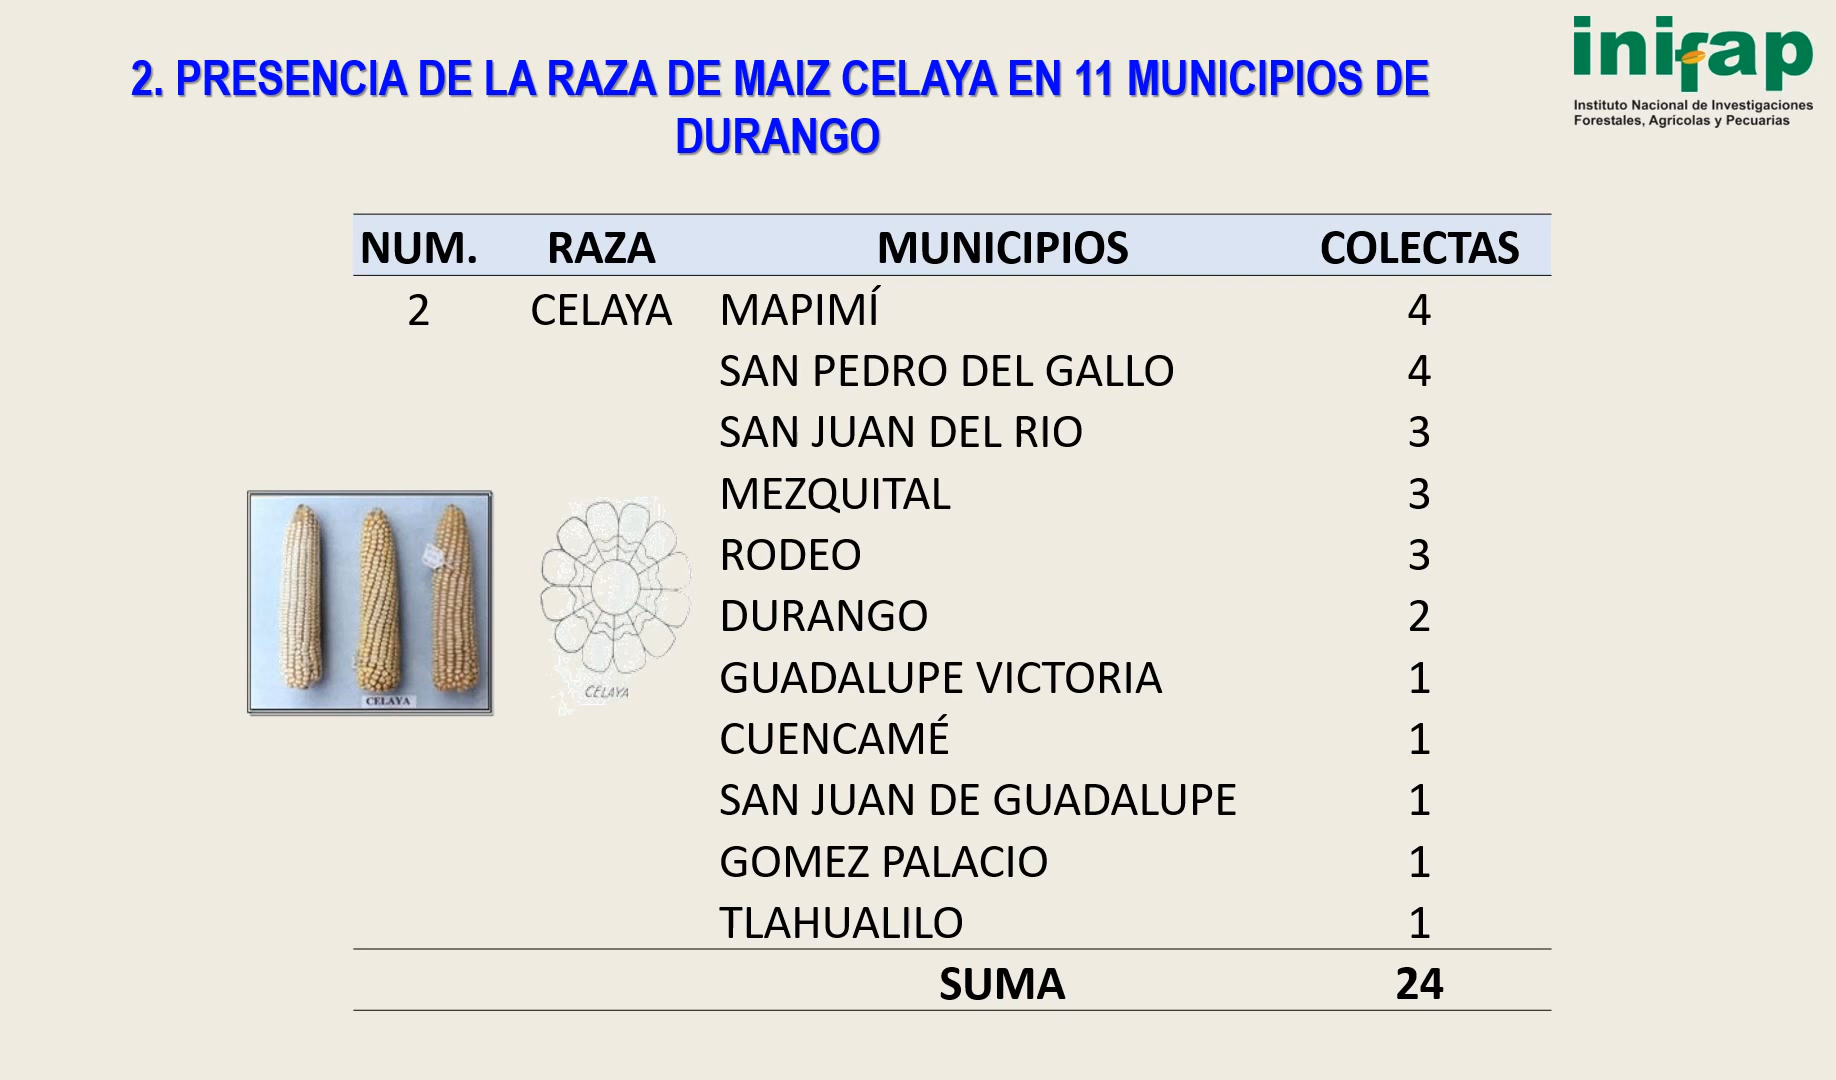 2. PRESENCIA DE LA RAZA DE MAIZ CELAYA EN 11 MUNICIPIOS DE
DURANGO
inifap
Instituto Nacional de Investigaciones
Forestales, Agrícolas y Pecuarias
NUM. RAZA MUNICIPIOS COLECTAS
2 CELAYA MAPIMÍ 4
SAN PEDRO DEL GALLO 4
SAN JUAN DEL RIO 3
MEZQUITAL 3
RODEO 3
DURANGO 2
GUADALUPE VICTORIA 1
CUENCAMÉ 1
SAN JUAN DE GUADALUPE 1
GOMEZ PALACIO 1
TLAHUALILO 1
SUMA 24
CELAYA
CELAYA